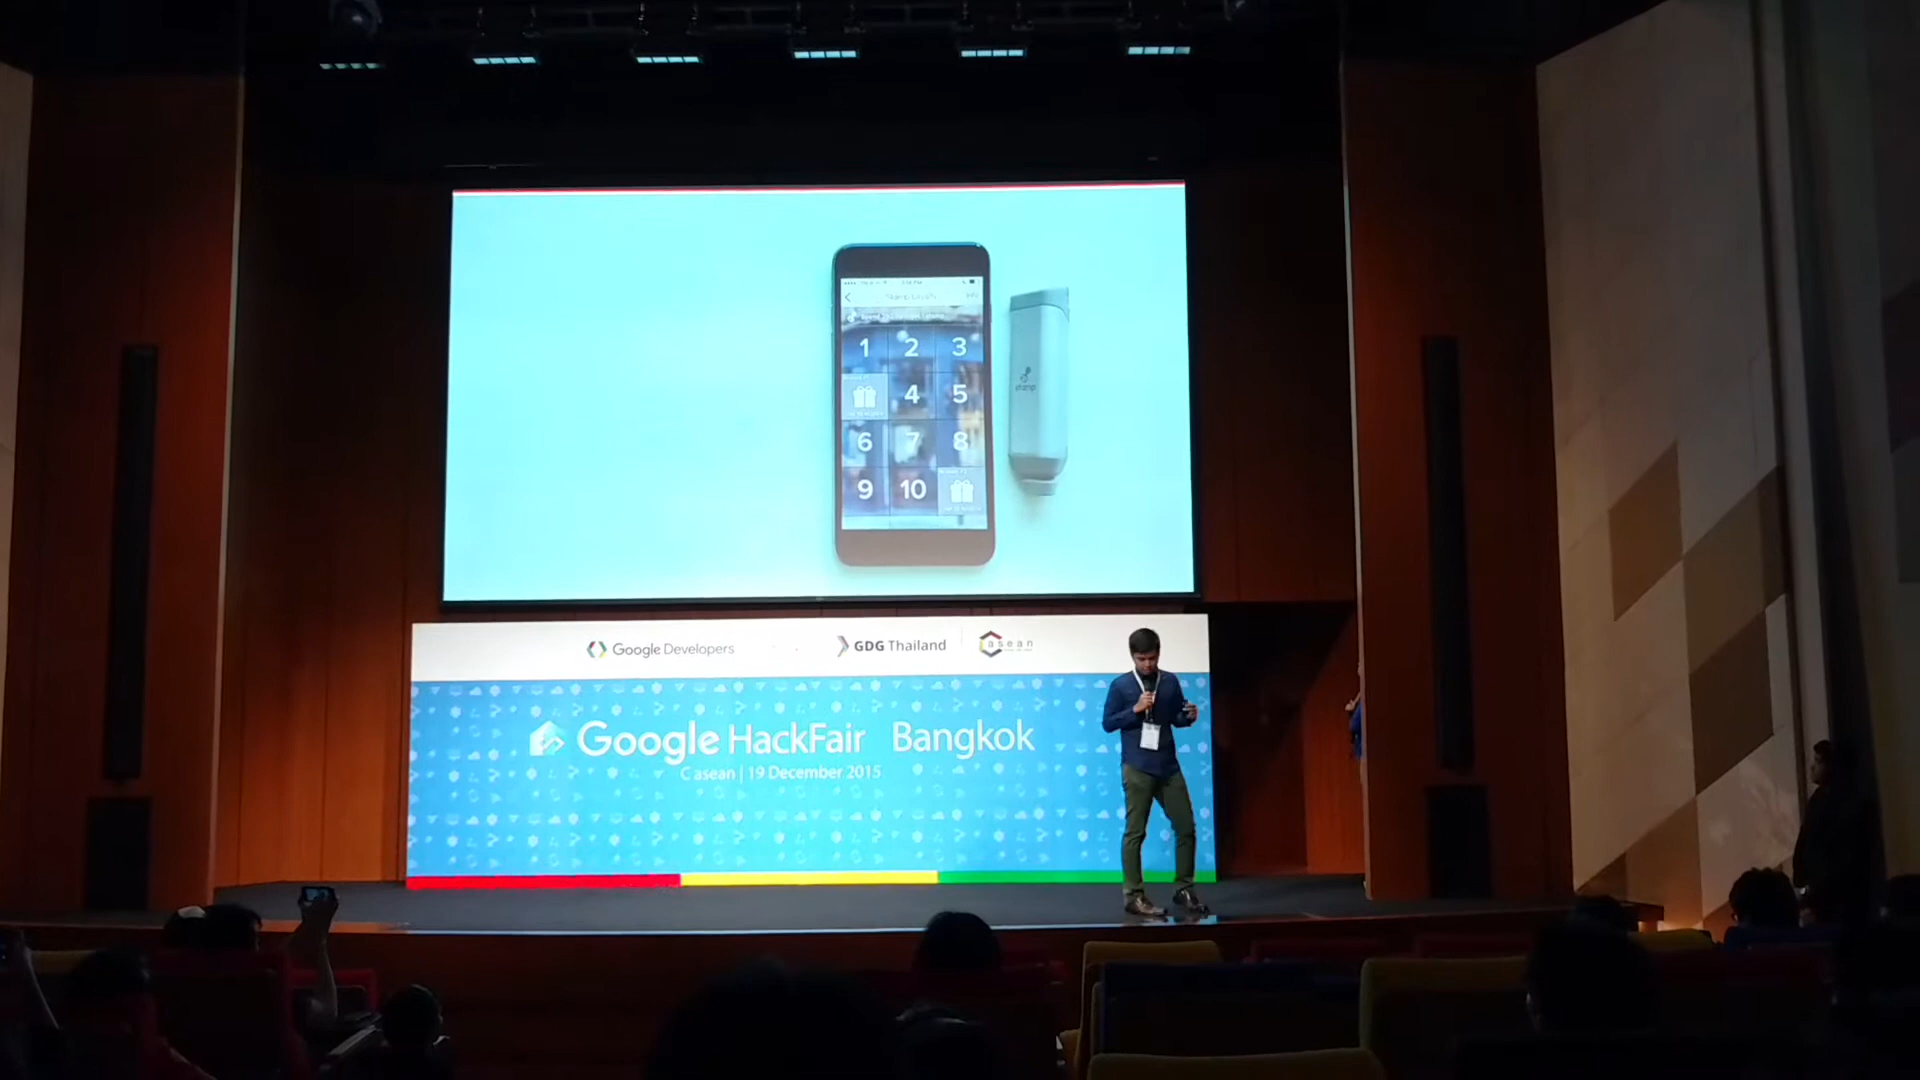 1 2 3
4 5
6 7 8
9 10
Google Developers
GDG Thailand
asean
Google HackFair Bangkok
C asean | 19 December 2015